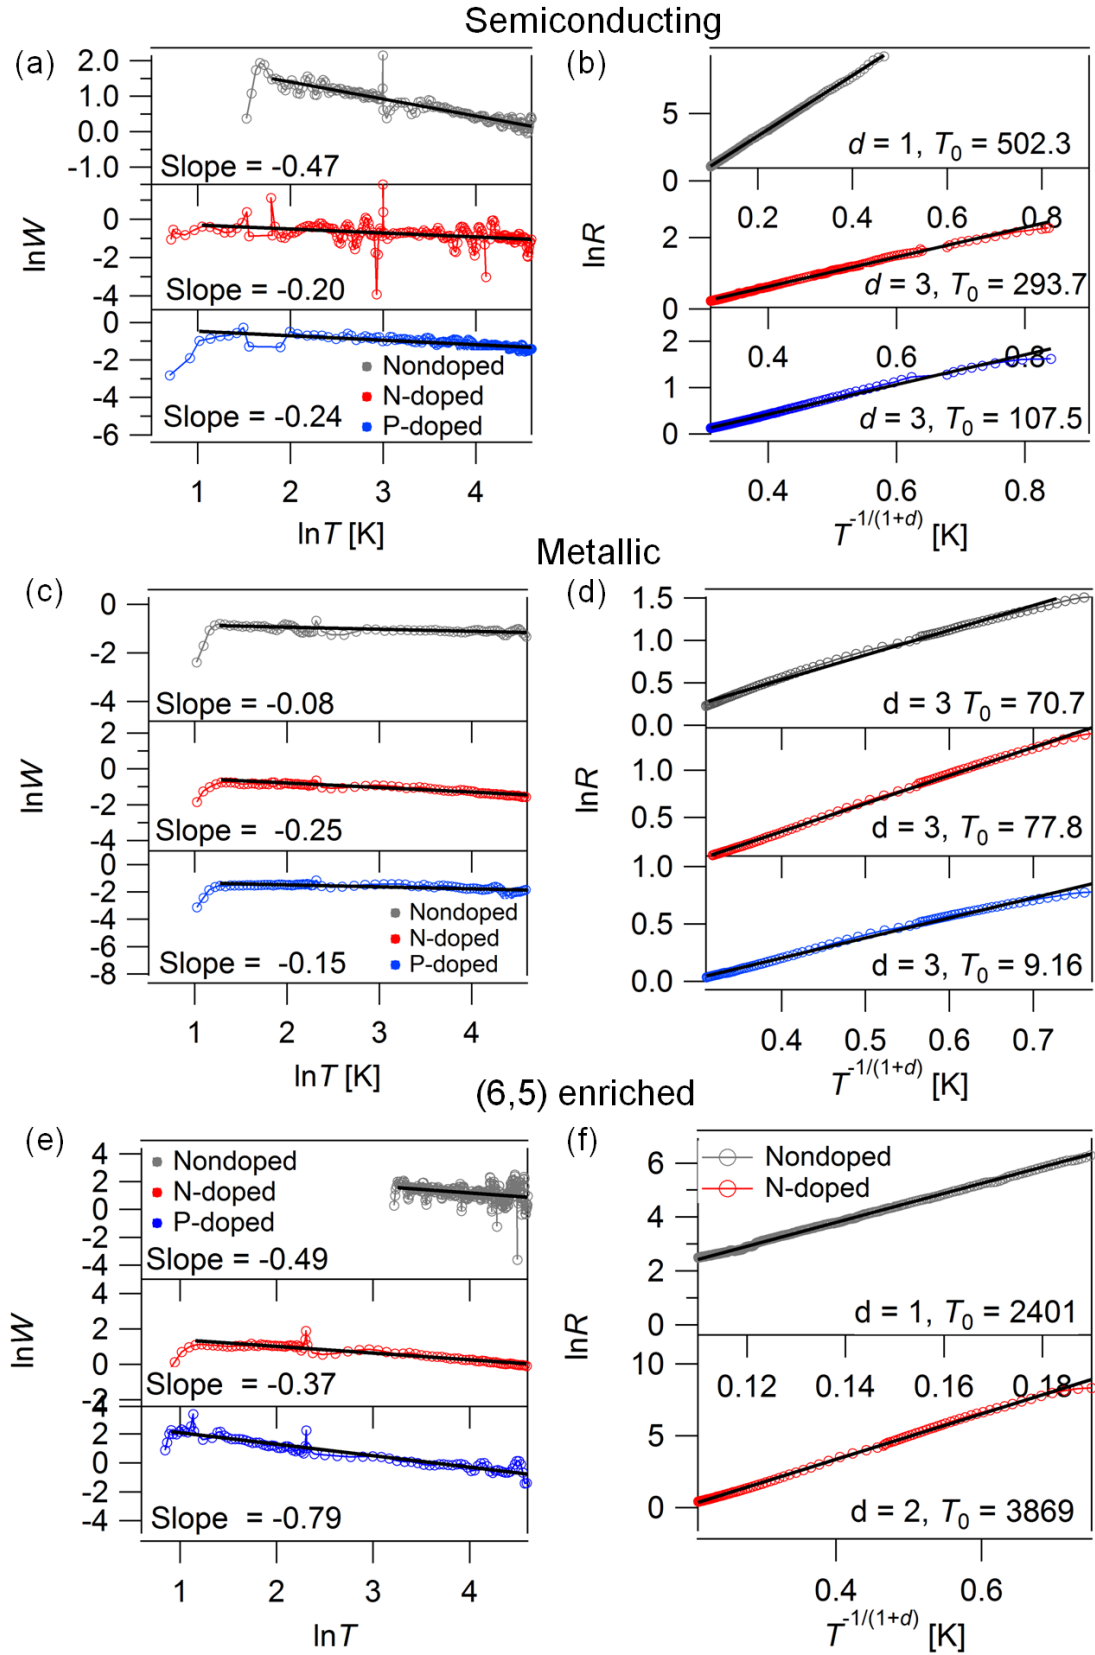 Semiconducting
(a)
2.0
1.0
0.0
-1.0
Slope = -0.47
0
-2
-4
Slope = -0.20
0
-2
-4
-6
Nondoped
N-doped
P-doped
Slope = -0.24
lnW
1 2 3 4
lnT [K]
(b)
5
0
d = 1, T0 = 502.3
0.2 0.4 0.6 0.8
2
0
d = 3, T0 = 293.7
0.4 0.6 0.8
2
1
0
d = 3, T0 = 107.5
lnR
0.4 0.6 0.8
T-1/(1+d) [K]
Metallic
(c)
0
-2
-4
Slope = -0.08
2
0
-2
-4
Slope = -0.25
0
-2
-4
-6
-8
Nondoped
N-doped
P-doped
Slope = -0.15
lnW
1 2 3 4
lnT [K]
(d)
1.5
1.0
0.5
0.0
d = 3 T0 = 70.7
1.0
0.5
d = 3, T0 = 77.8
1.0
0.5
0.0
d = 3, T0 = 9.16
lnR
0.4 0.5 0.6 0.7
T-1/(1+d) [K]
(6,5) enriched
(e)
4
2
0
-2
-4
Nondoped
N-doped
P-doped
Slope = -0.49
4
2
0
-2
Slope = -0.37
4
2
0
-2
-4
Slope = -0.79
lnW
1 2 3 4
lnT
(f)
6
4
2
0
Nondoped
N-doped
d = 1, T0 = 2401
0.12 0.14 0.16 0.18
10
5
0
d = 2, T0 = 3869
lnR
0.4 0.6
T-1/(1+d) [K]